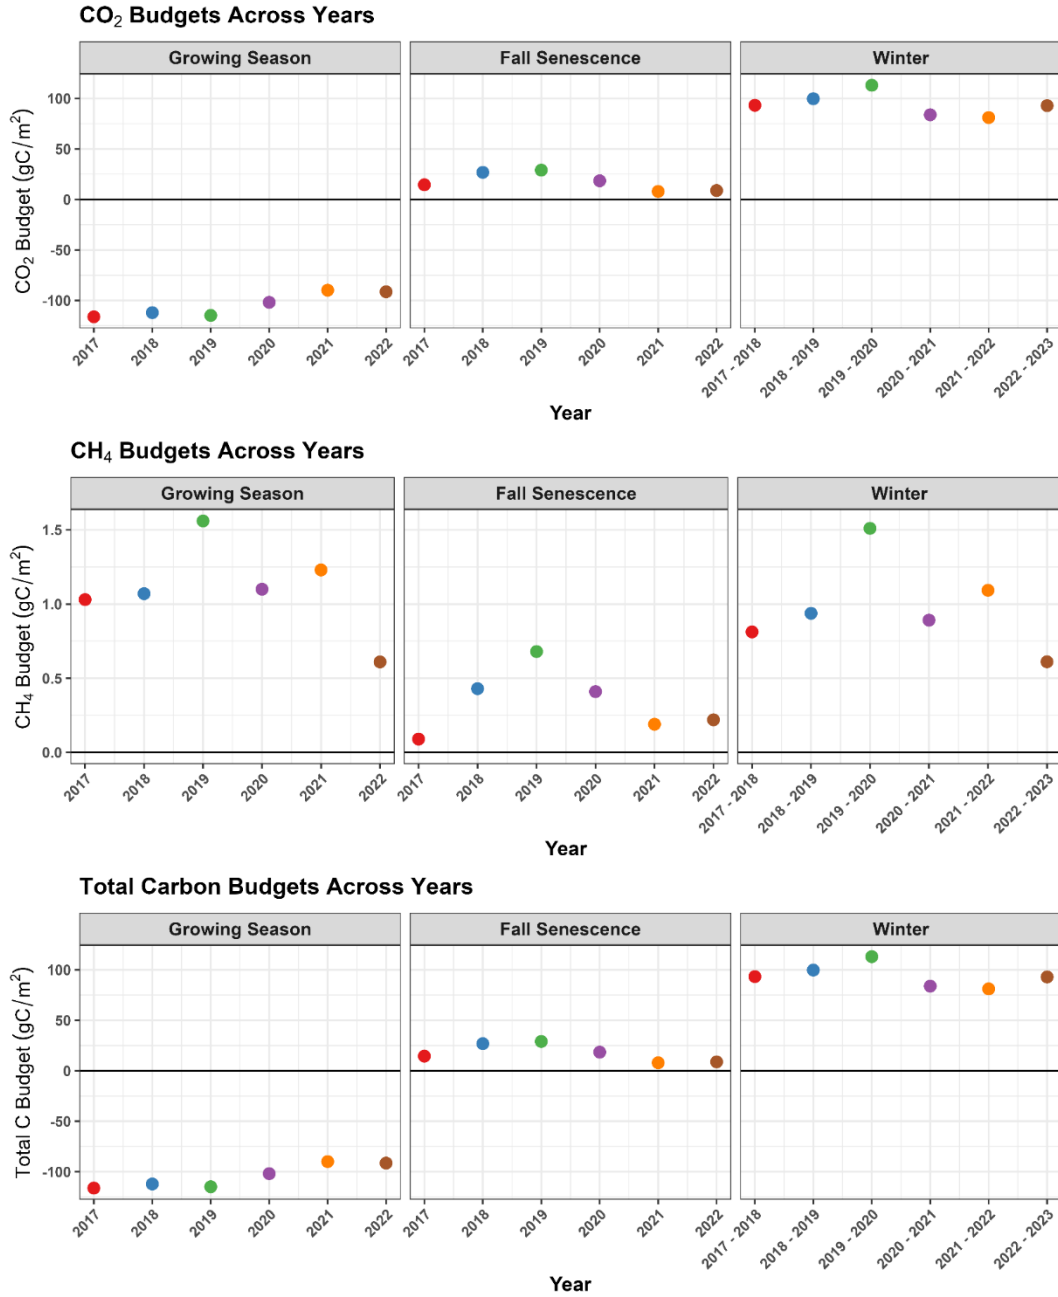 CO₂ Budgets Across Years
Growing Season Fall Senescence Winter
CO₂ Budget (gC/m²)
100
50
0
-50
-100
2017 2018 2019 2020 2021 2022 2017 2018 2019 2020 2021 2022 2017 - 2018 2018 - 2019 2019 - 2020 2020 - 2021 2021 - 2022 2022 - 2023
Year
CH₄ Budgets Across Years
Growing Season Fall Senescence Winter
CH₄ Budget (gC/m²)
1.5
1.0
0.5
0.0
2017 2018 2019 2020 2021 2022 2017 2018 2019 2020 2021 2022 2017 - 2018 2018 - 2019 2019 - 2020 2020 - 2021 2021 - 2022 2022 - 2023
Year
Total Carbon Budgets Across Years
Growing Season Fall Senescence Winter
Total C Budget (gC/m²)
100
50
0
-50
-100
2017 2018 2019 2020 2021 2022 2017 2018 2019 2020 2021 2022 2017 - 2018 2018 - 2019 2019 - 2020 2020 - 2021 2021 - 2022 2022 - 2023
Year